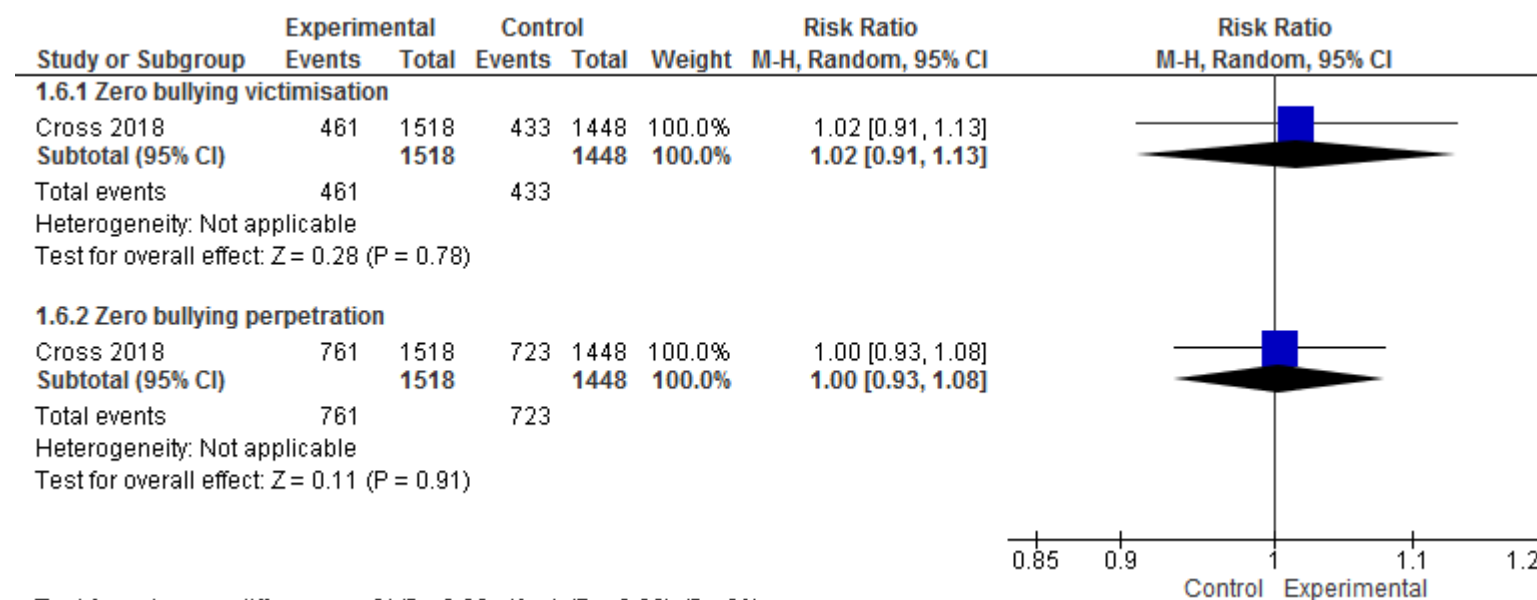 Experimental Control Risk Ratio Risk Ratio
Study or Subgroup Events Total Events Total Weight M-H, Random, 95% CI M-H, Random, 95% CI
1.6.1 Zero bullying victimisation
Cross 2018 461 1518 433 1448 100.0% 1.02 [0.91, 1.13]
Subtotal (95% CI) 1518 1448 100.0% 1.02 [0.91, 1.13]
Total events 461 433
Heterogeneity: Not applicable
Test for overall effect: Z = 0.28 (P = 0.78)
1.6.2 Zero bullying perpetration
Cross 2018 761 1518 723 1448 100.0% 1.00 [0.93, 1.08]
Subtotal (95% CI) 1518 1448 100.0% 1.00 [0.93, 1.08]
Total events 761 723
Heterogeneity: Not applicable
Test for overall effect: Z = 0.11 (P = 0.91)
0.85 0.9 1 1.1 1.2
Control Experimental